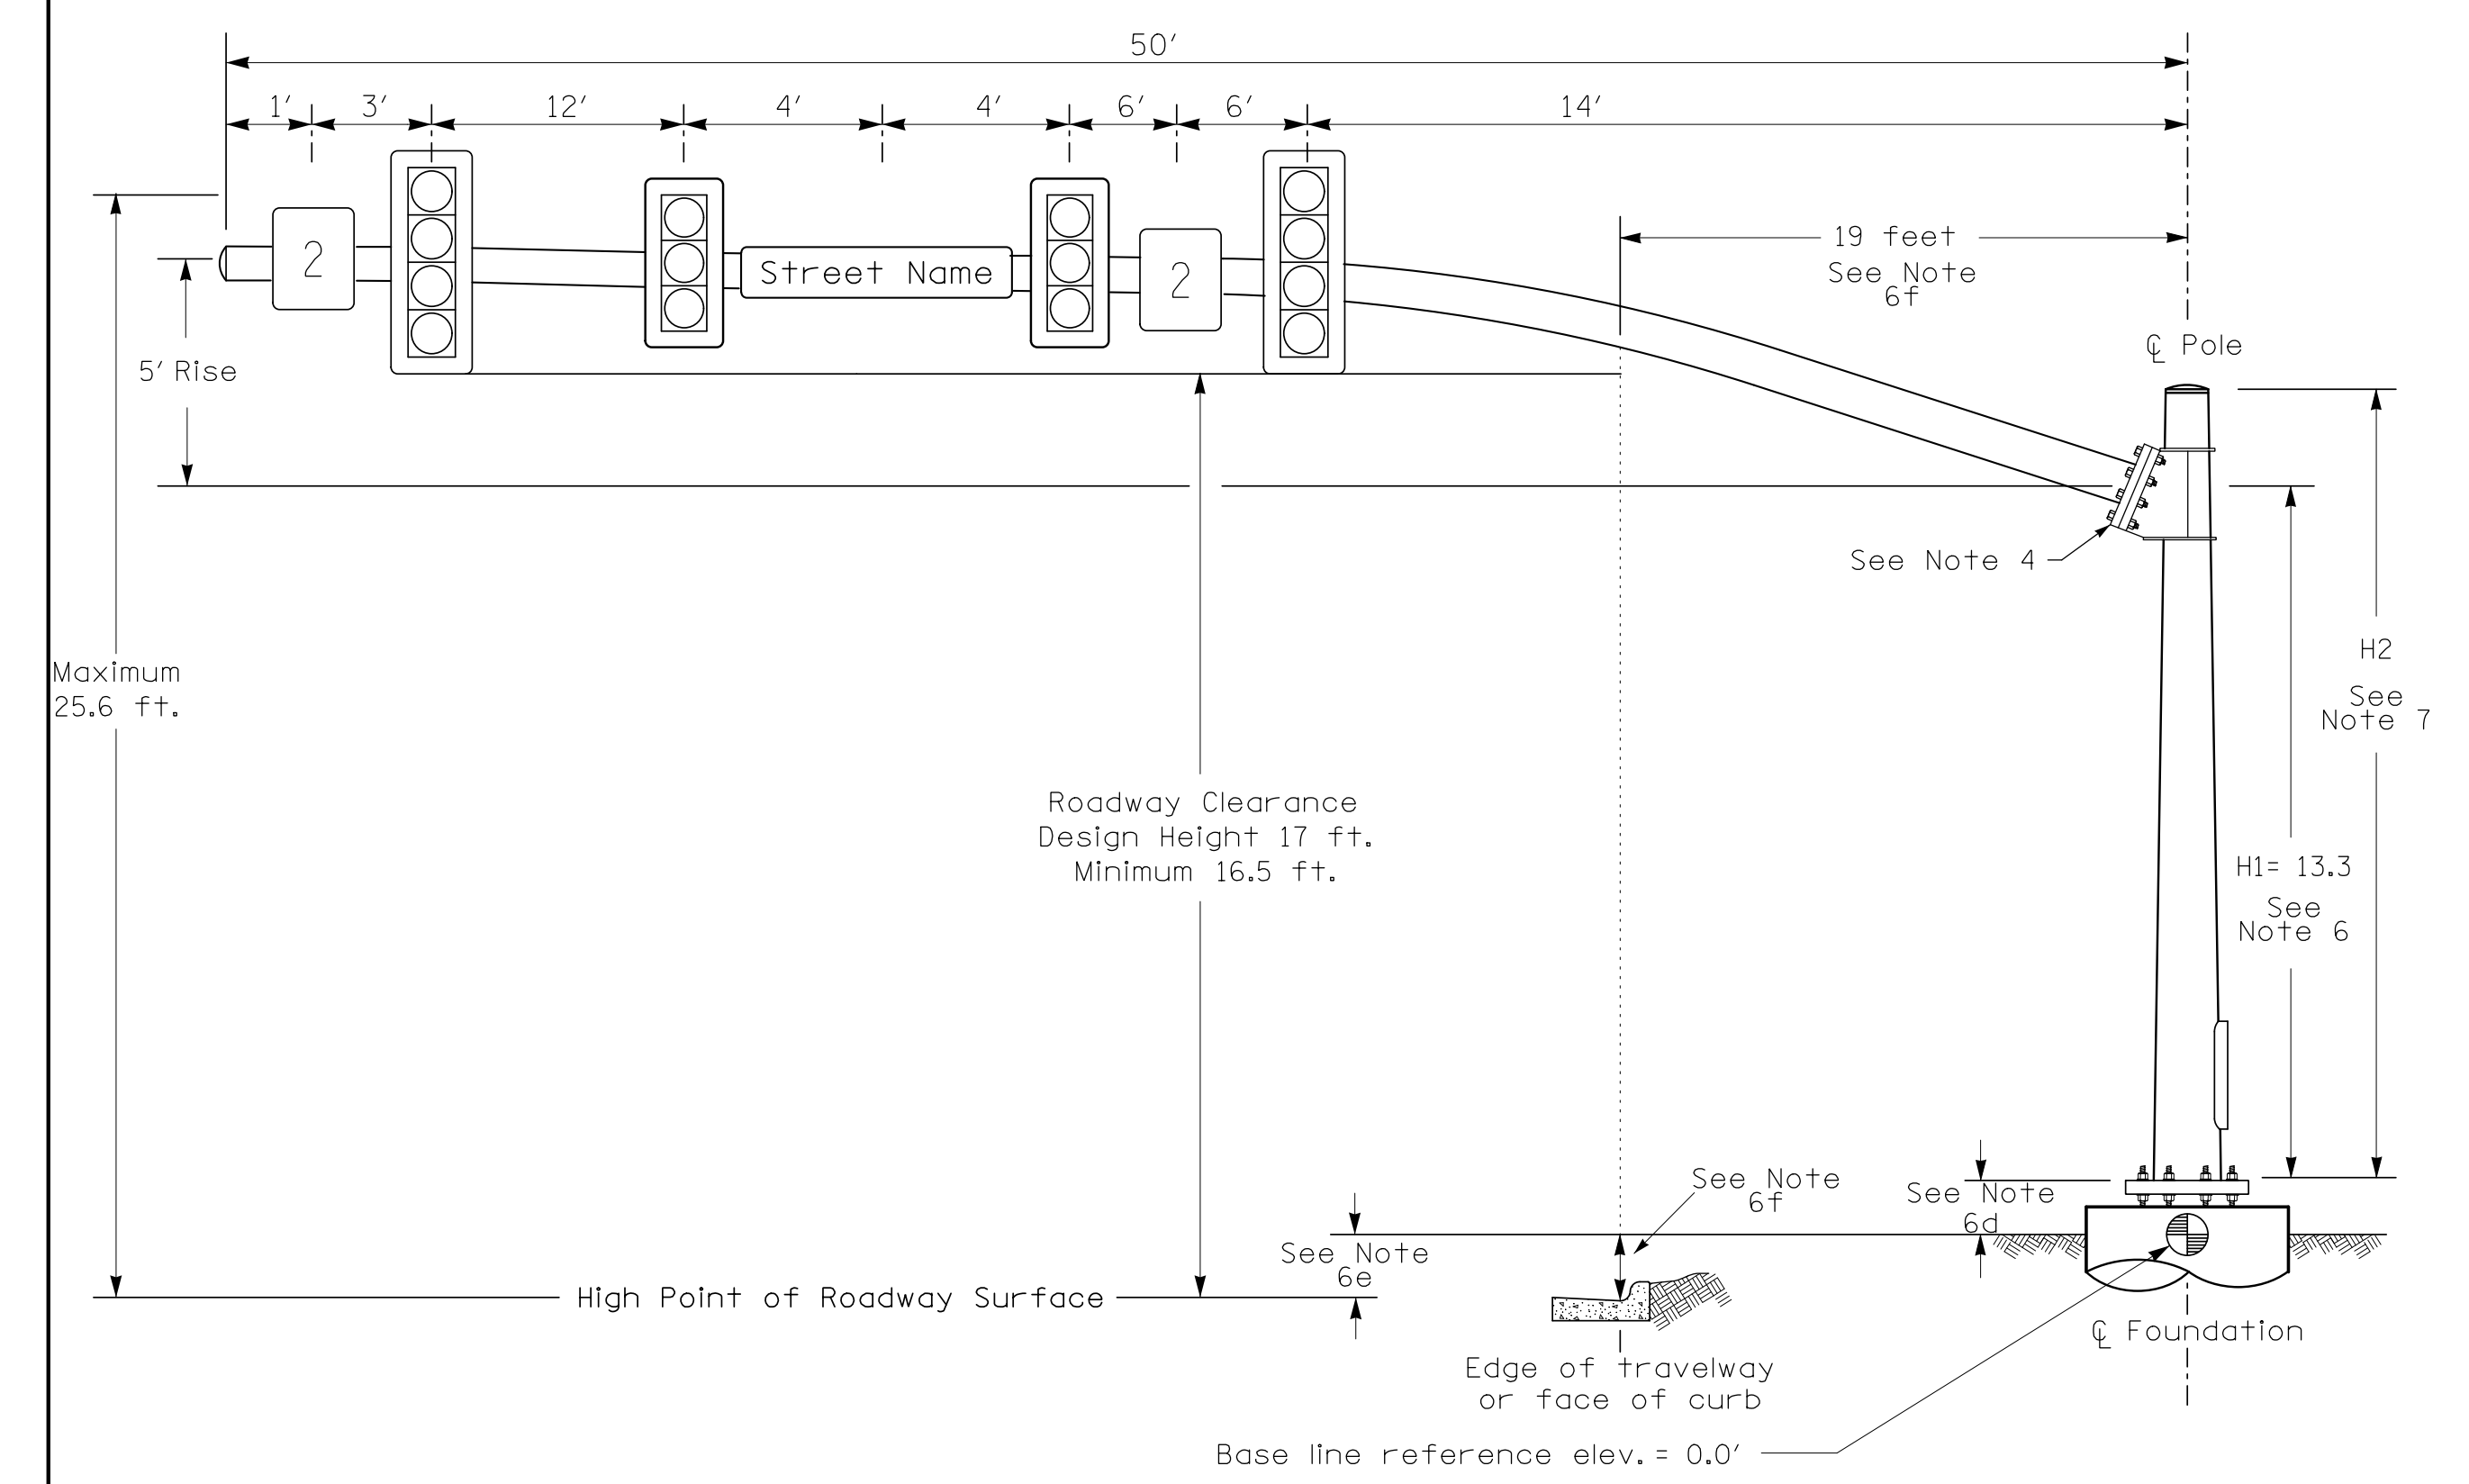 50'
1' 3' 12' 4' 4' 6' 6' 14'
19 feet
See Note
6f
2
Street Name
2
℄ Pole
5' Rise
See Note 4
H2
See
Note 7
Maximum
25.6 ft.
Roadway Clearance
Design Height 17 ft.
Minimum 16.5 ft.
H1= 13.3
See
Note 6
See Note
6f
See Note
6d
See Note
6e
High Point of Roadway Surface
℄ Foundation
Edge of travelway
or face of curb
Base line reference elev. = 0.0'